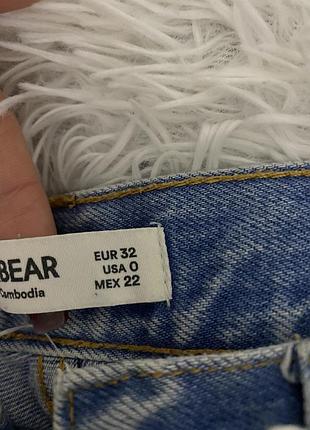 BEAR
Cambodia
EUR 32
USA 0
MEX 22